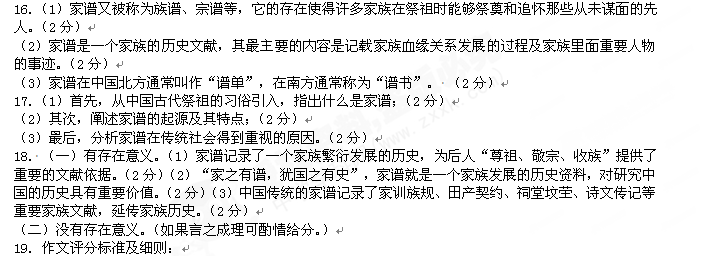 16.（1）家谱又被称为族谱、宗谱等，它的存在使得许多家族在祭祖时能够祭奠和追怀那些从未谋面的先
人。（2 分）
（2）家谱是一个家族的历史文献，其最主要的内容是记载家族血缘关系发展的过程及家族里面重要人物
的事迹。（2 分）
（3）家谱在中国北方通常叫作“谱单”，在南方通常称为“谱书”。（2 分）
17.（1）首先，从中国古代祭祖的习俗引入，指出什么是家谱；（2 分）
（2）其次，阐述家谱的起源及其特点；（2 分）
（3）最后，分析家谱在传统社会得到重视的原因。（2 分）
18.（一）有存在意义。（1）家谱记录了一个家族繁衍发展的历史，为后人“尊祖、敬宗、收族”提供了
重要的文献依据。（2 分）（2）“家之有谱，犹国之有史”，家谱就是一个家族发展的历史资料，对研究中
国的历史具有重要价值。（2 分）（3）中国传统的家谱记录了家训族规、田产契约、祠堂坟茔、诗文传记等
重要家族文献，延传家族历史。（2 分）
（二）没有存在意义。（如果言之成理可酌情给分。）
19. 作文评分标准及细则：